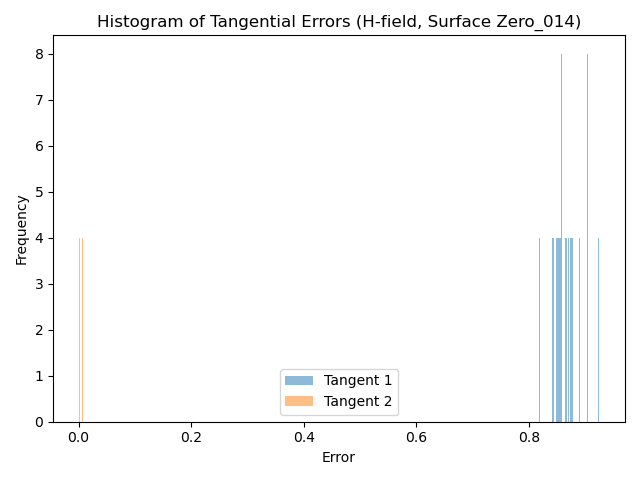 Histogram of Tangential Errors (H-field, Surface Zero_014)
8
7
6
5
4
3
2
1
0
Frequency
0.0 0.2 0.4 0.6 0.8
Error
Tangent 1
Tangent 2